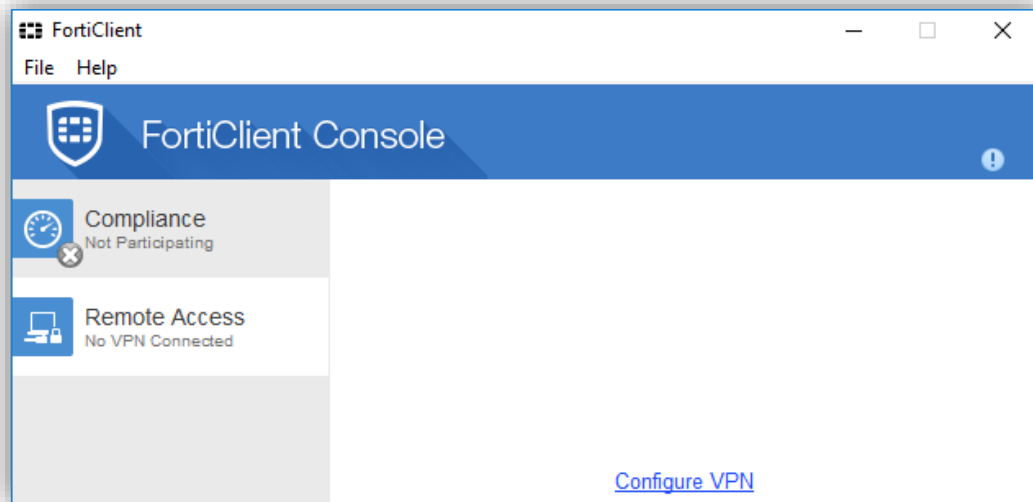 FortiClient
File Help
FortiClient Console
Compliance
Not Participating
Remote Access
No VPN Connected
Configure VPN